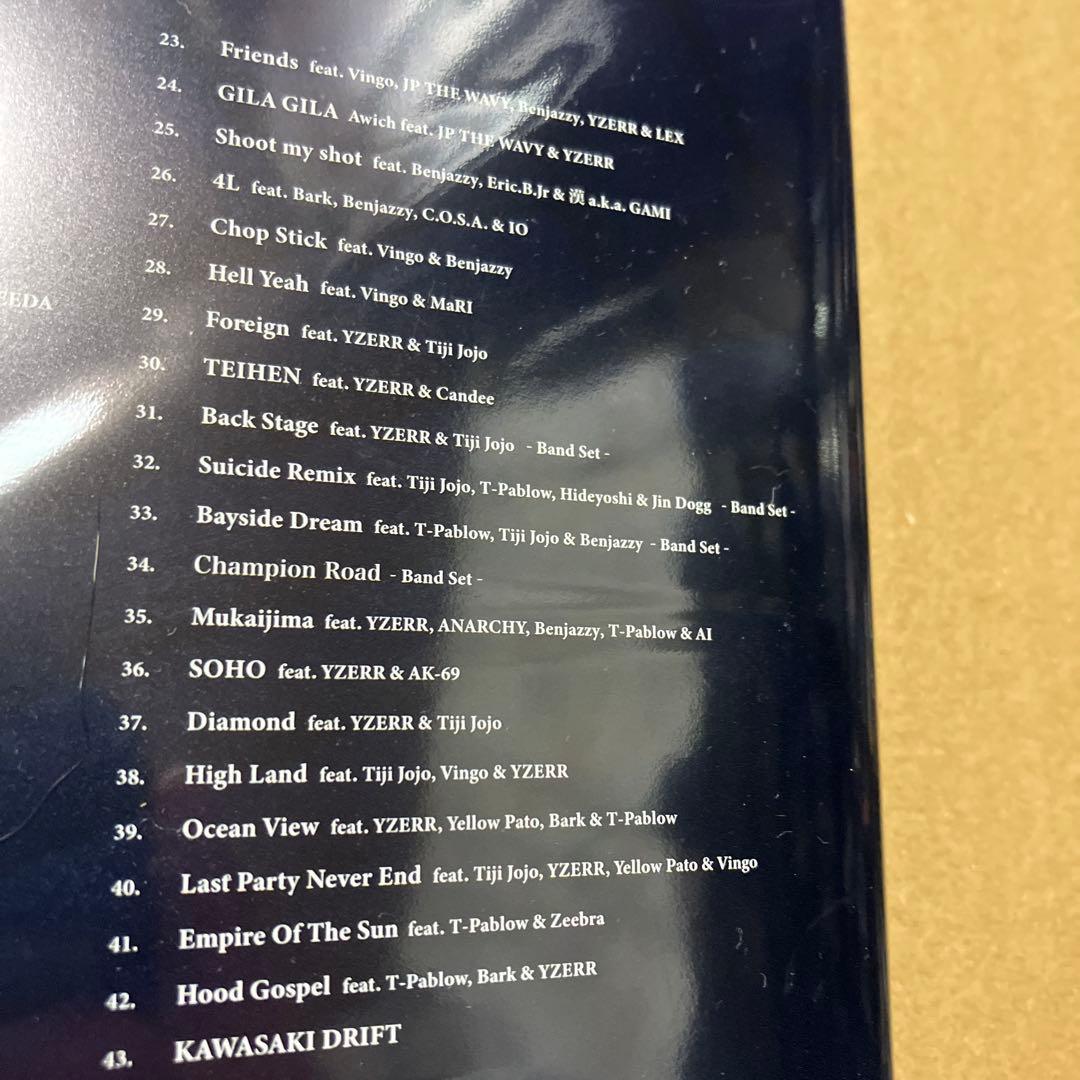 23. Friends feat. Vingo, JP THE WAVY, Benjazzy, YZERR & LEX
24. GILA GILA Awich feat. JP THE WAVY & YZERR
25. Shoot my shot feat. Benjazzy, Eric.B.Jr & 漢 a.k.a. GAMI
26. 4L feat. Bark, Benjazzy, C.O.S.A. & IO
27. Chop Stick feat. Vingo & Benjazzy
28. Hell Yeah feat. Vingo & MaRI
EEDA
29. Foreign feat. YZERR & Tiji Jojo
30. TEIHEN feat. YZERR & Candee
31. Back Stage feat. YZERR & Tiji Jojo - Band Set -
32. Suicide Remix feat. Tiji Jojo, T-Pablow, Hideyoshi & Jin Dogg - Band Set -
33. Bayside Dream feat. T-Pablow, Tiji Jojo & Benjazzy - Band Set -
34. Champion Road - Band Set -
35. Mukaijima feat. YZERR, ANARCHY, Benjazzy, T-Pablow & AI
36. SOHO feat. YZERR & AK-69
37. Diamond feat. YZERR & Tiji Jojo
38. High Land feat. Tiji Jojo, Vingo & YZERR
39. Ocean View feat. YZERR, Yellow Pato, Bark & T-Pablow
40. Last Party Never End feat. Tiji Jojo, YZERR, Yellow Pato & Vingo
41. Empire Of The Sun feat. T-Pablow & Zeebra
42. Hood Gospel feat. T-Pablow, Bark & YZERR
43. KAWASAKI DRIFT